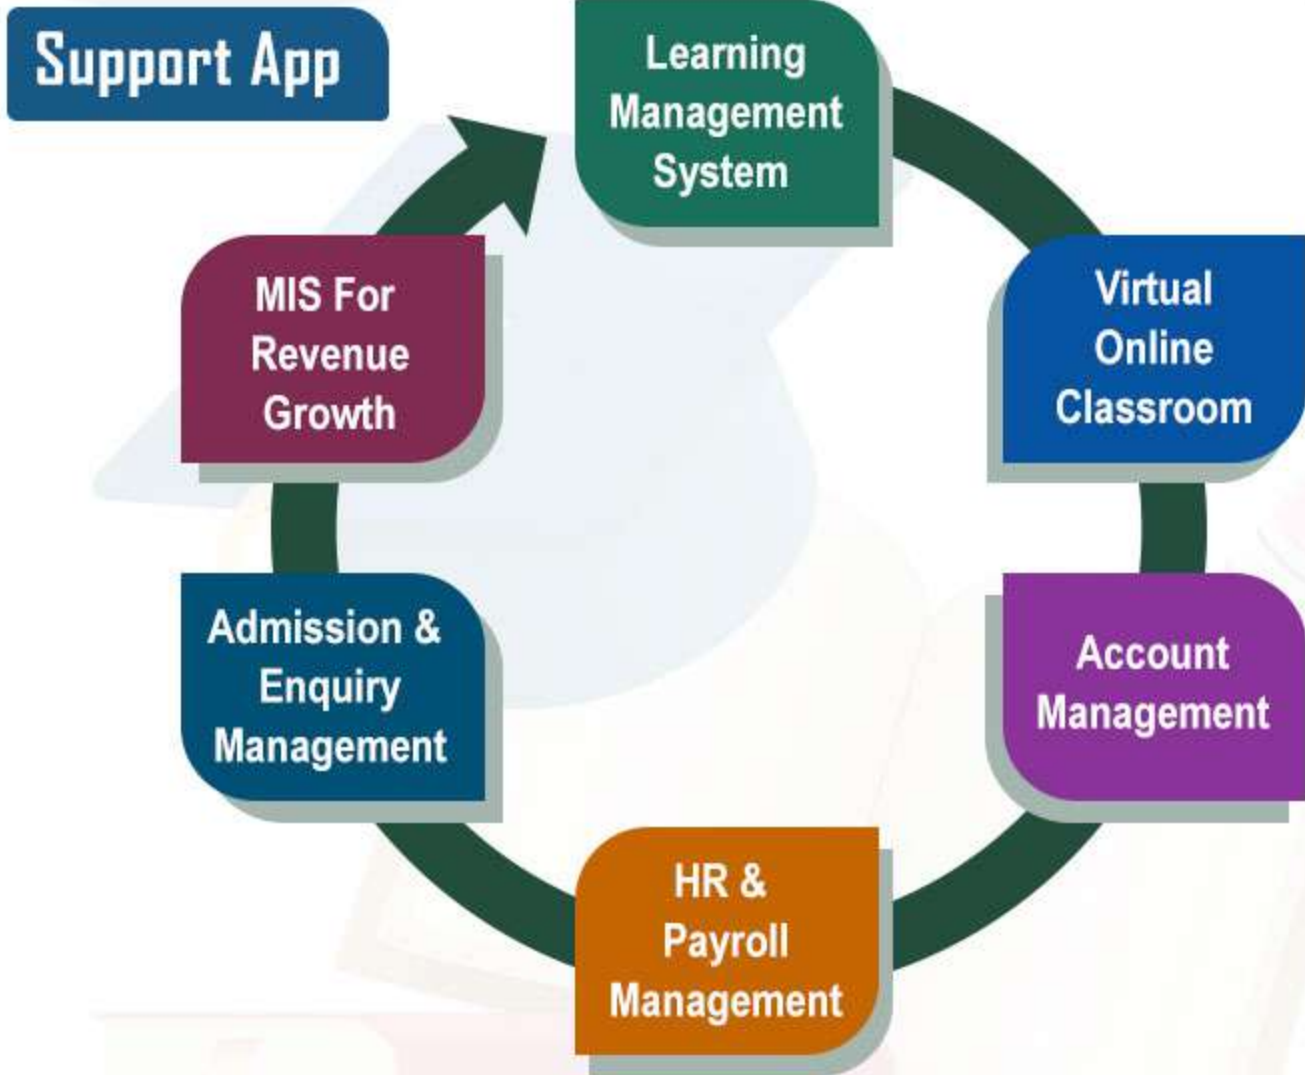 Support App
Learning
Management
System
Virtual
Online
Classroom
Account
Management
HR &
Payroll
Management
Admission &
Enquiry
Management
MIS For
Revenue
Growth